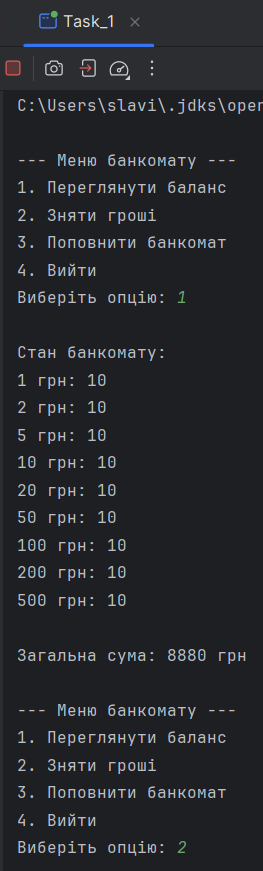 Task_1
C:\Users\slavi\.jdks\open
--- Меню банкомату ---
1. Переглянути баланс
2. Зняти гроші
3. Поповнити банкомат
4. Вийти
Виберіть опцію: 1
Стан банкомату:
1 грн: 10
2 грн: 10
5 грн: 10
10 грн: 10
20 грн: 10
50 грн: 10
100 грн: 10
200 грн: 10
500 грн: 10
Загальна сума: 8880 грн
--- Меню банкомату ---
1. Переглянути баланс
2. Зняти гроші
3. Поповнити банкомат
4. Вийти
Виберіть опцію: 2